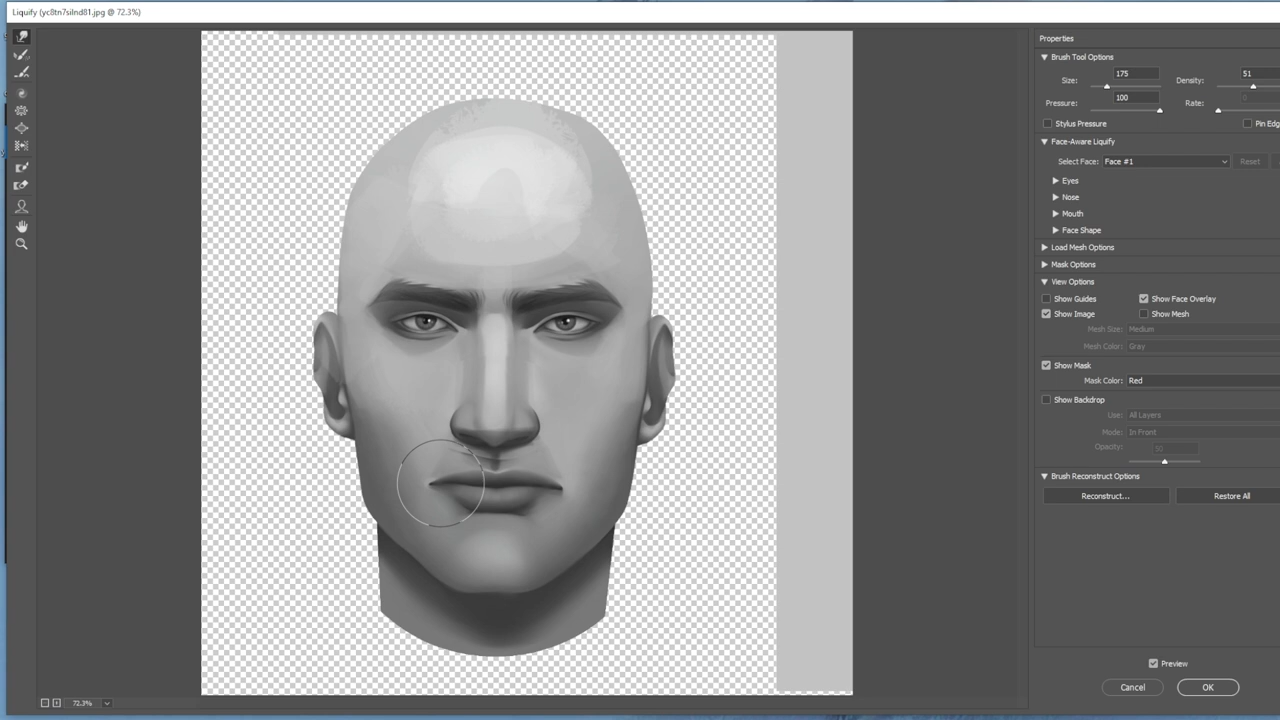 Liquify (yc8tn7silnd81.jpg @ 72.3%)
Properties
Brush Tool Options
Size: 175 Density: 51
Pressure: 100 Rate: 0
Stylus Pressure Pin Edg
Face-Aware Liquify
Select Face: Face #1 Reset
Eyes
Nose
Mouth
Face Shape
Load Mesh Options
Mask Options
View Options
Show Guides Show Face Overlay
Show Image Show Mesh
Mesh Size: Medium
Mesh Color: Gray
Show Mask
Mask Color: Red
Show Backdrop
Use: All Layers
Mode: In Front
Opacity: 50
Brush Reconstruct Options
Reconstruct... Restore All
Preview
Cancel OK
72.3%